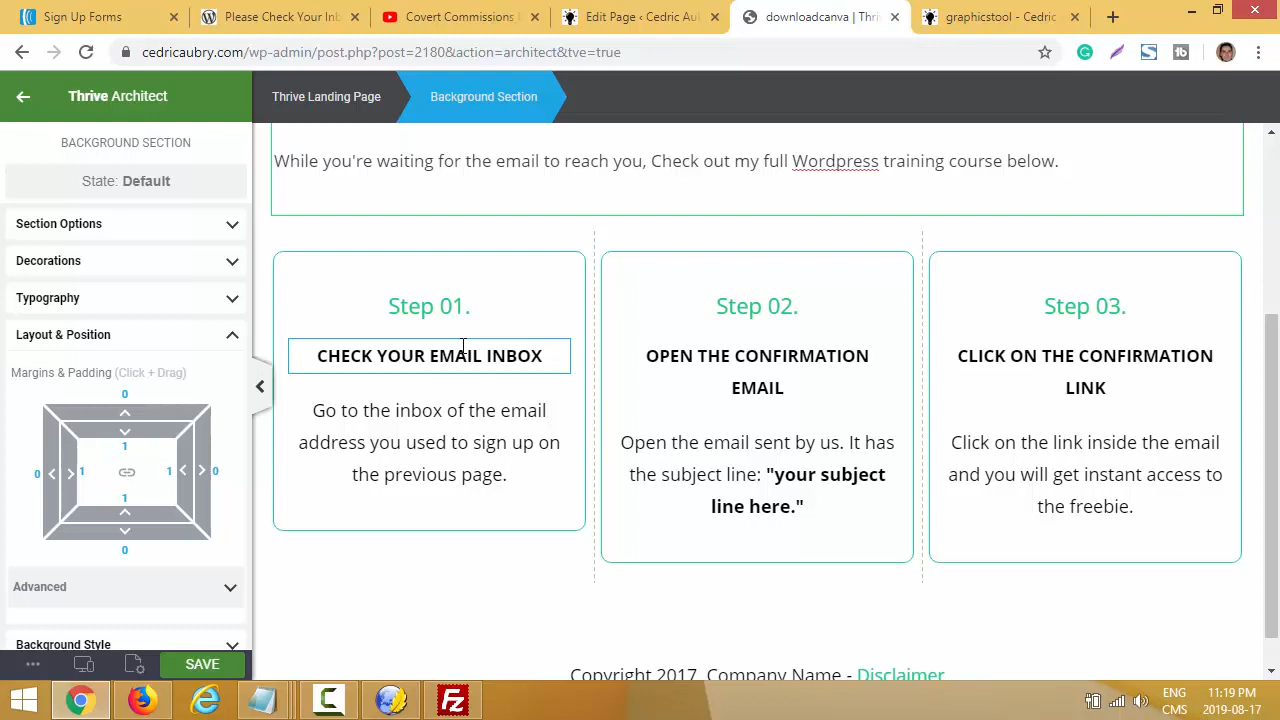 Sign Up Forms
Please Check Your Inb
Covert Commissions
Edit Page ‹ Cedric Au
downloadcanva | Thri
graphicstool - Cedric
cedricaubry.com/wp-admin/post.php?post=2180&action=architect&tve=true
Thrive Architect
Thrive Landing Page
Background Section
BACKGROUND SECTION
State: Default
Section Options
Decorations
Typography
Layout & Position
Margins & Padding (Click + Drag)
0
1
0 1 1 0
1
0
Advanced
Background Style
SAVE
While you're waiting for the email to reach you, Check out my full Wordpress training course below.
Step 01.
CHECK YOUR EMAIL INBOX
Go to the inbox of the email
address you used to sign up on
the previous page.
Step 02.
OPEN THE CONFIRMATION
EMAIL
Open the email sent by us. It has
the subject line: "your subject
line here."
Step 03.
CLICK ON THE CONFIRMATION
LINK
Click on the link inside the email
and you will get instant access to
the freebie.
Copyright 2017, Company Name - Disclaimer
ENG
CMS
11:19 PM
2019-08-17